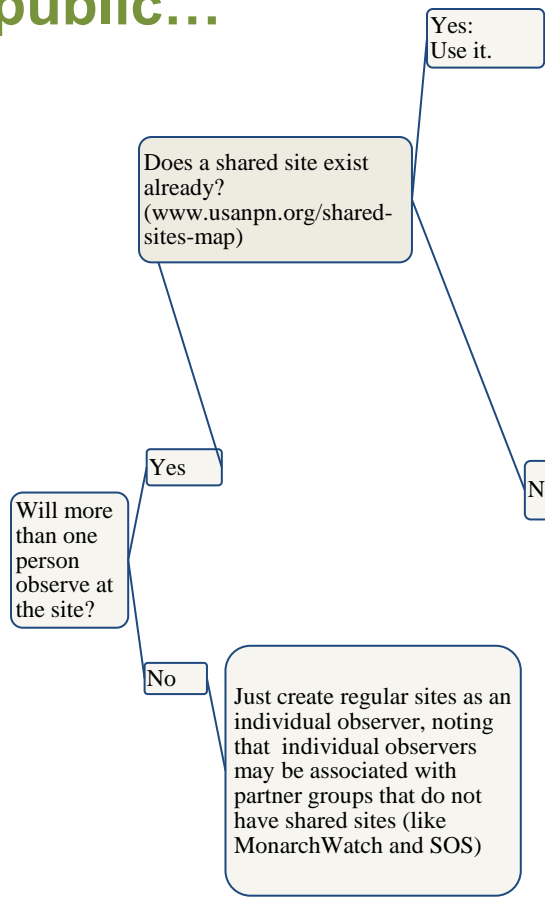 public…
Yes:
Use it.
Does a shared site exist
already?
(www.usanpn.org/shared-
sites-map)
Yes
Will more
than one
person
observe at
the site?
No
Just create regular sites as an
individual observer, noting
that individual observers
may be associated with
partner groups that do not
have shared sites (like
MonarchWatch and SOS)